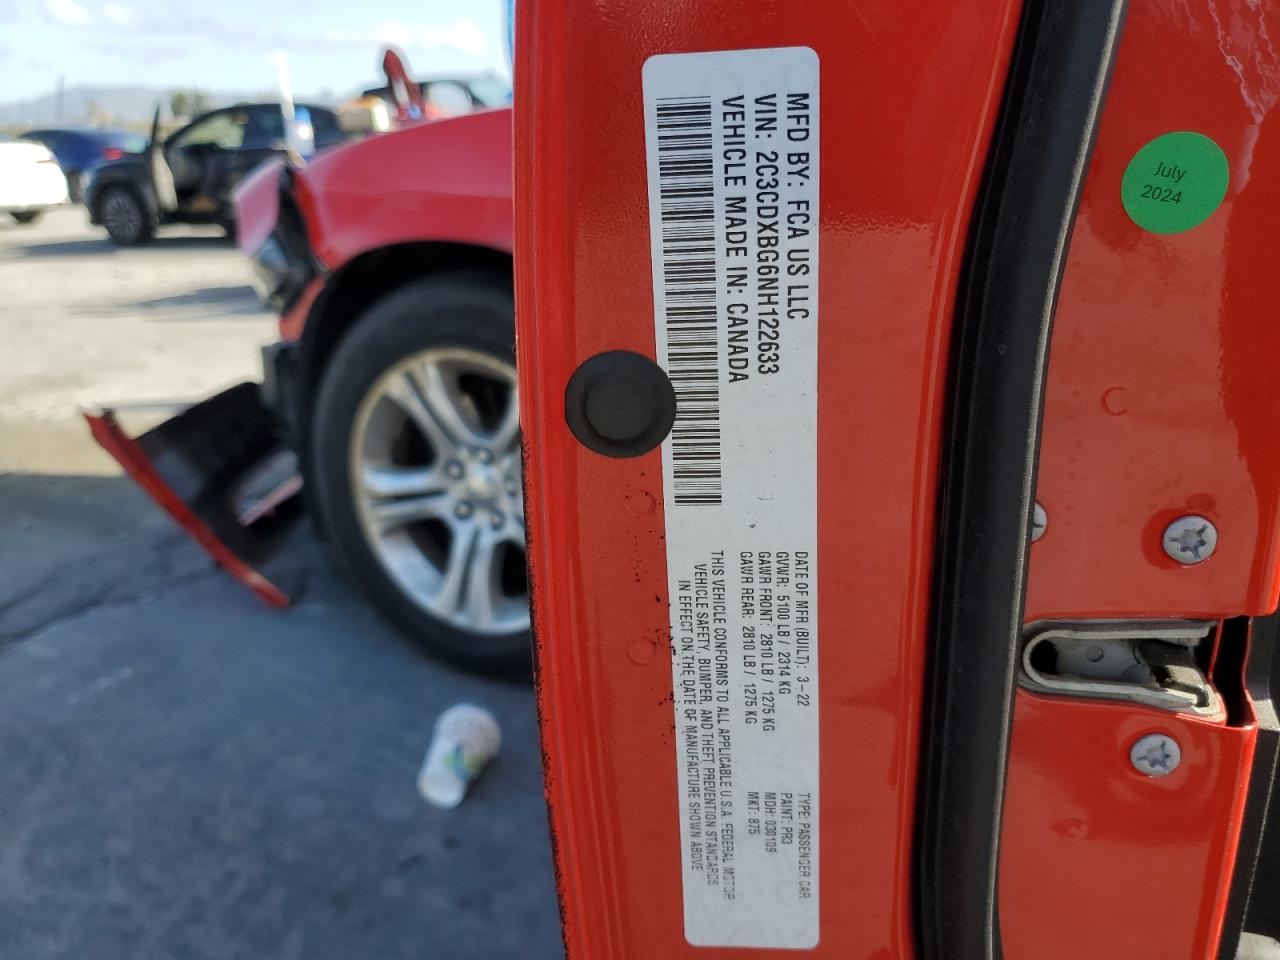 MFD BY: FCA US LLC
VIN: 2C3CDXBG6NH122633
VEHICLE MADE IN: CANADA
DATE OF MFR (BUILT): 3-22
GVWR: 5100 LB / 2314 KG
GAWR FRONT: 2810 LB / 1275 KG
GAWR REAR: 2810 LB / 1275 KG
THIS VEHICLE CONFORMS TO ALL APPLICABLE U.S.A. FEDERAL MOTOR
VEHICLE SAFETY, BUMPER, AND THEFT PREVENTION STANDARDS
IN EFFECT ON THE DATE OF MANUFACTURE SHOWN ABOVE
TYPE: PASSENGER CAR
PAINT: PR3
MDH: 030109
MKT: 875
July
2024